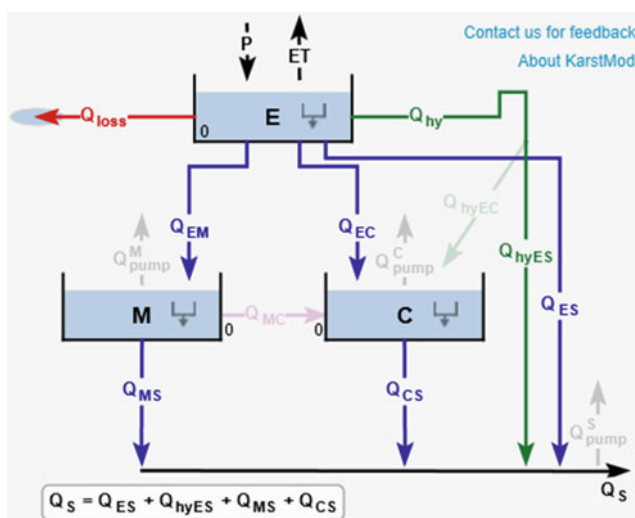 Contact us for feedback
About KarstMod
P
ET
Q_loss
E
0
Q_hy
Q_EM
Q_EC
Q_hyEC
Q^M_pump
Q^C_pump
Q_hyES
Q_ES
M
0
Q_MC
0
C
Q_MS
Q_CS
Q^S_pump
Q_S
Q_S = Q_ES + Q_hyES + Q_MS + Q_CS